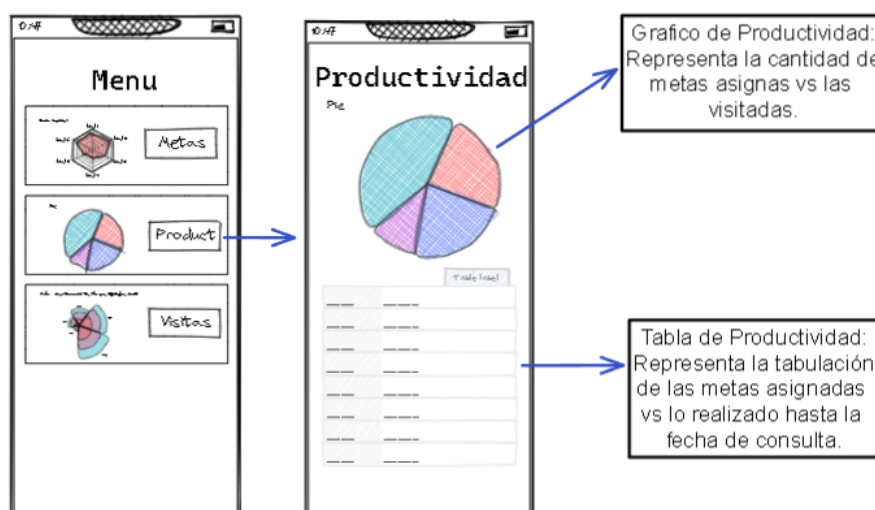 10:47
Menu
Metas
Pie
Product
Visitas
10:47
Productividad
Pie
Table label
Grafico de Productividad:
Representa la cantidad de
metas asignas vs las
visitadas.
Tabla de Productividad:
Representa la tabulación
de las metas asignadas
vs lo realizado hasta la
fecha de consulta.